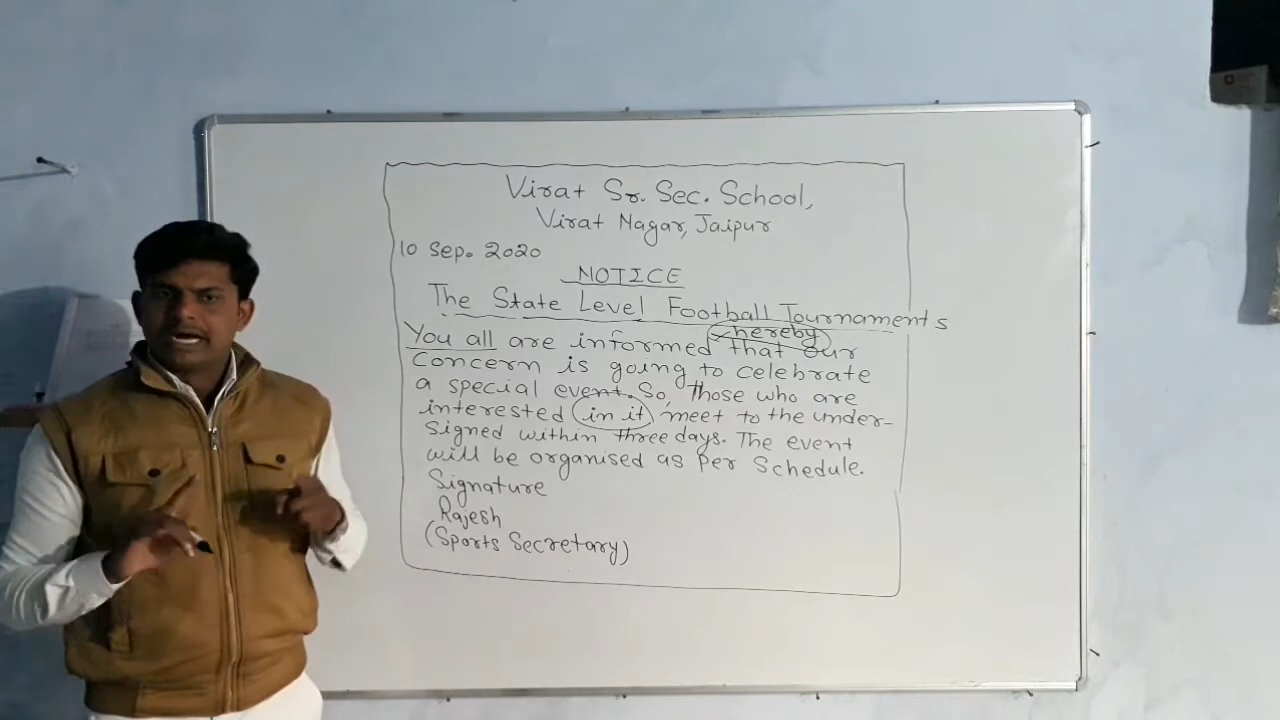 Virat Sr. Sec. School,
Virat Nagar, Jaipur
10 Sep. 2020
NOTICE
The State Level Football Tournaments
hereby
You all are informed that our
Concern is going to celebrate
a special event. So, those who are
interested in it meet to the under-
signed within three days. The event
will be organised as per schedule.
Signature
Rajesh
(Sports Secretary)